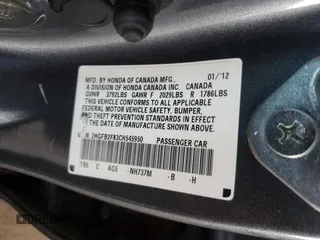 MFD. BY HONDA OF CANADA MFG., 01/'12
A DIVISION OF HONDA CANADA INC. CANADA
GVWR 3792LBS GAWR F 2029LBS R 1786LBS
THIS VEHICLE CONFORMS TO ALL APPLICABLE
FEDERAL MOTOR VEHICLE SAFETY, BUMPER,
AND THEFT PREVENTION STANDARDS IN EFFECT ON
THE DATE OF MANUFACTURE SHOWN ABOVE.
V. N. 2HGFB2F83CH545950 PASSENGER CAR
C AGS -NH737M -B -H